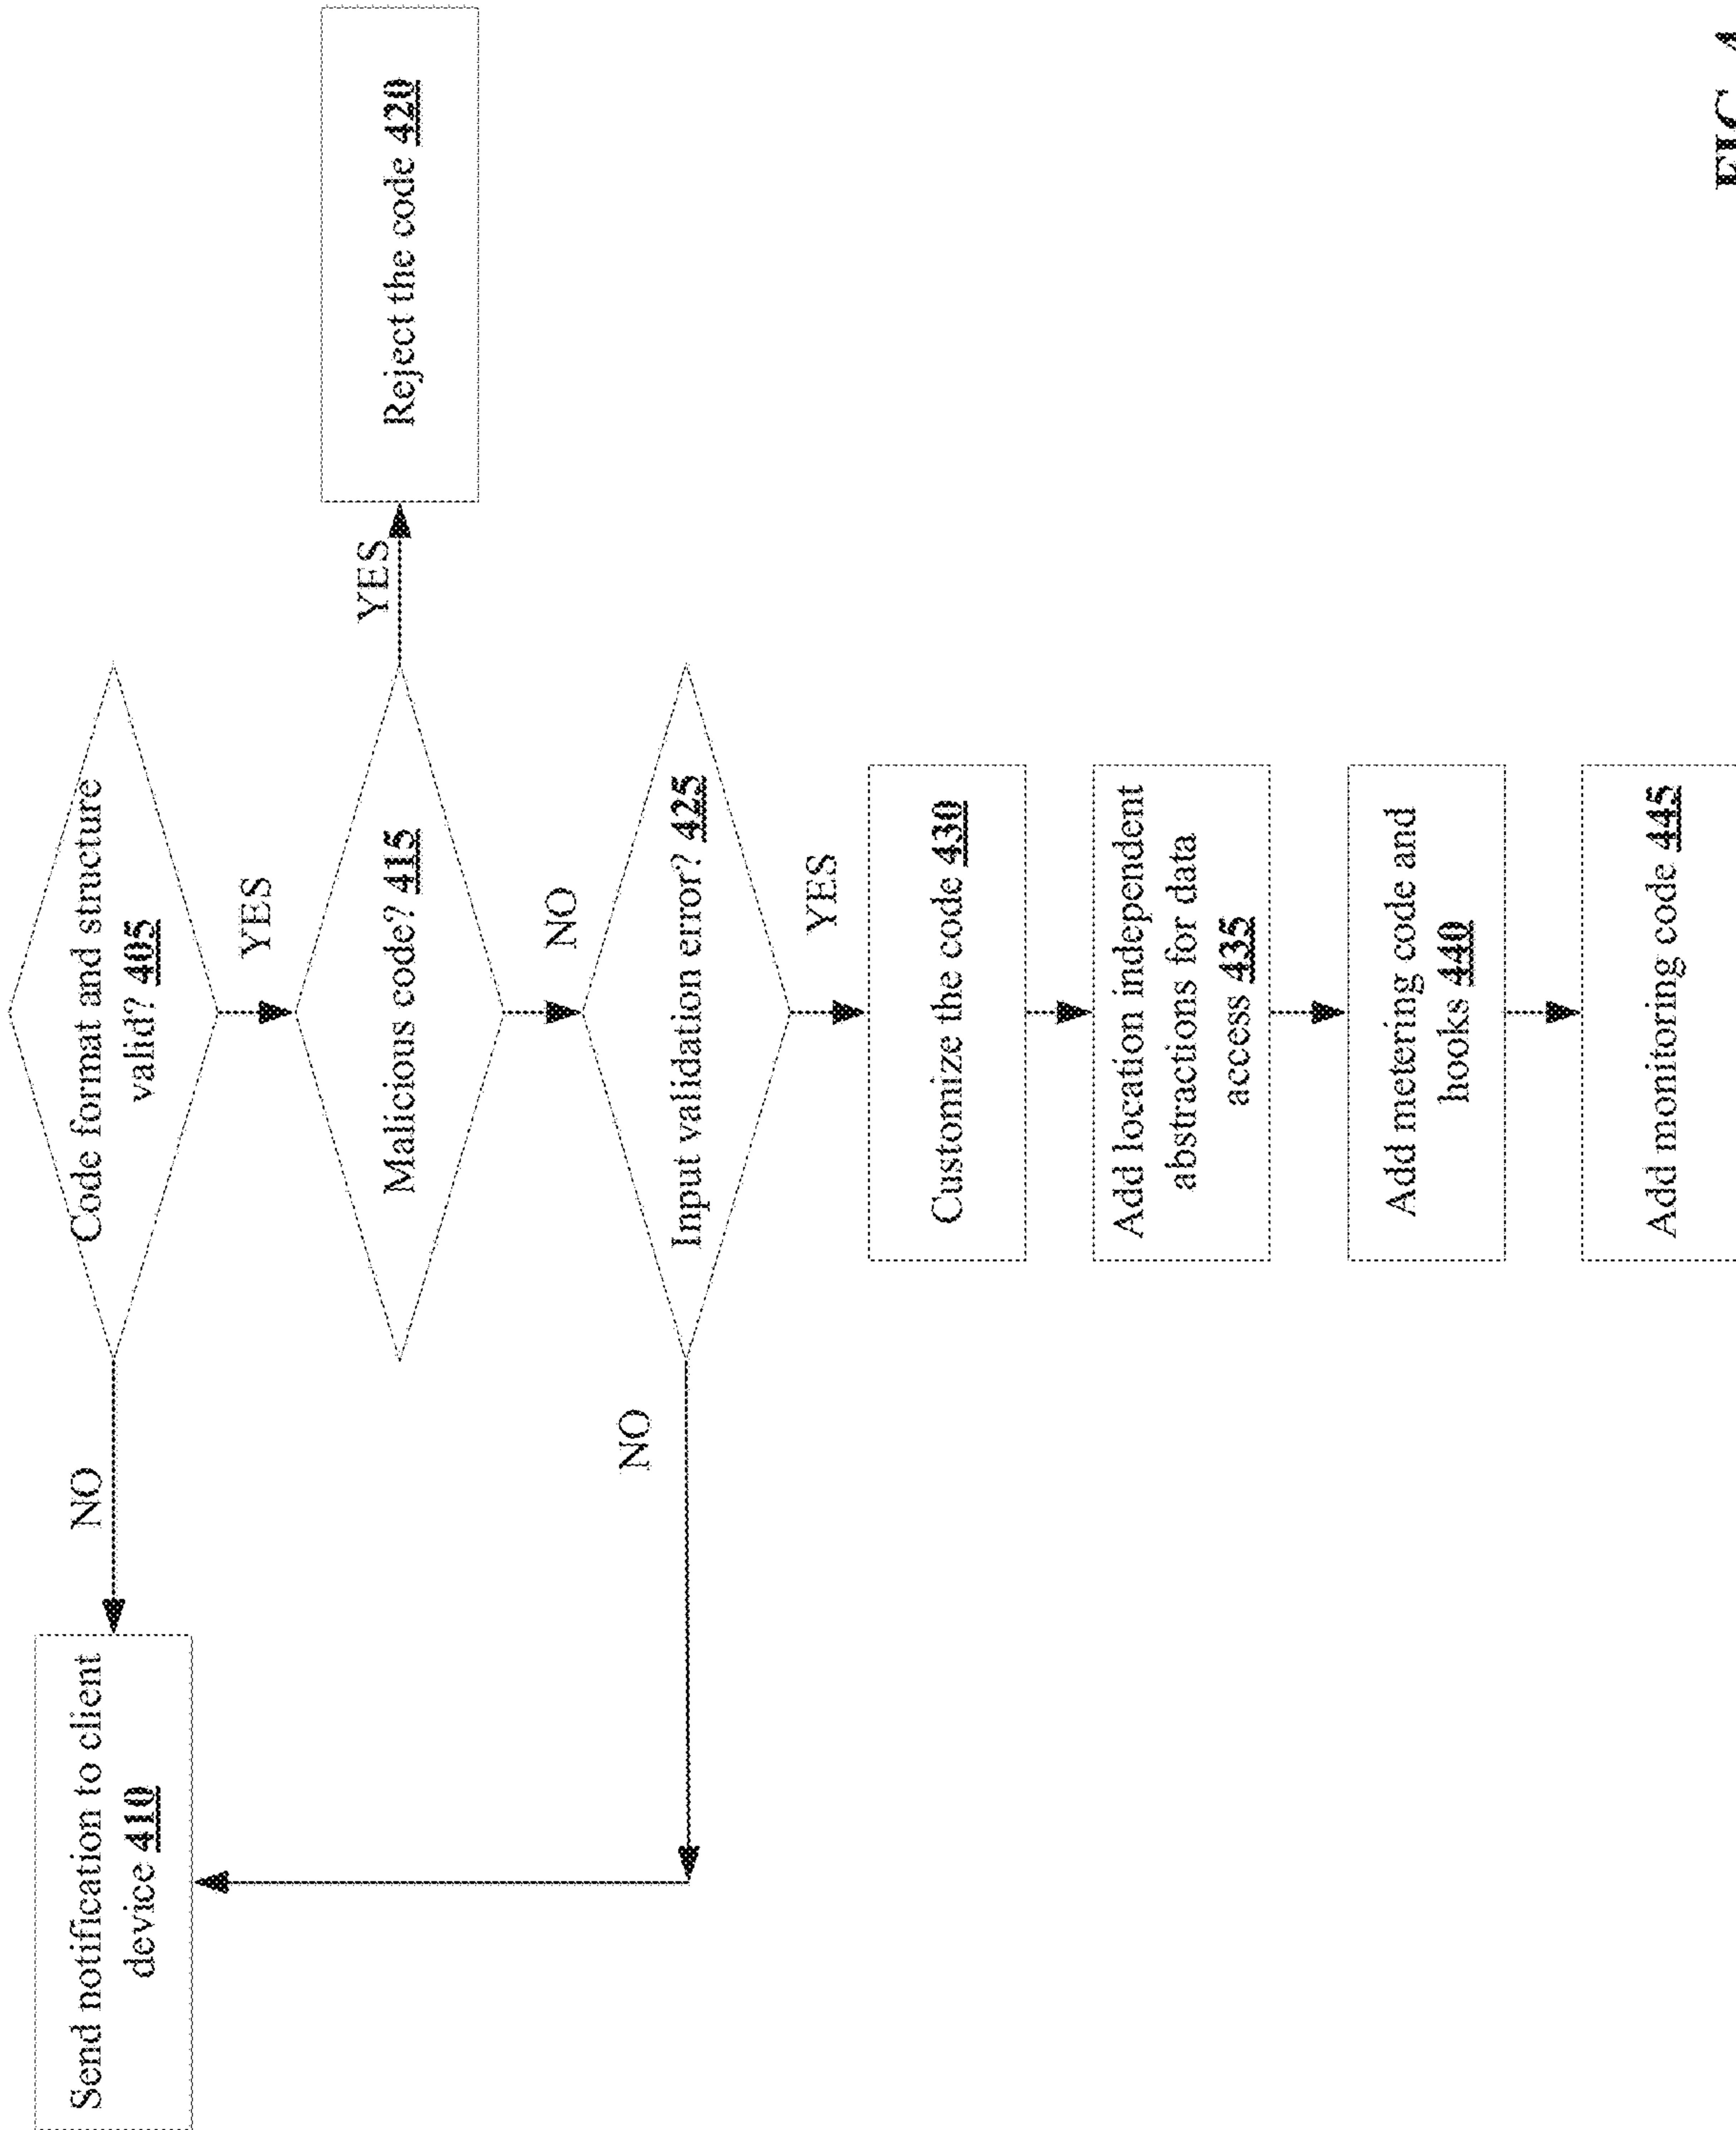 Code format and structure
valid? 405
NO
Send notification to client
device 410
YES
Malicious code? 415
YES
Reject the code 420
NO
Input validation error? 425
NO
YES
Customize the code 430
Add location independent
abstractions for data
access 435
Add metering code and
hooks 440
Add monitoring code 445
FIG. 4